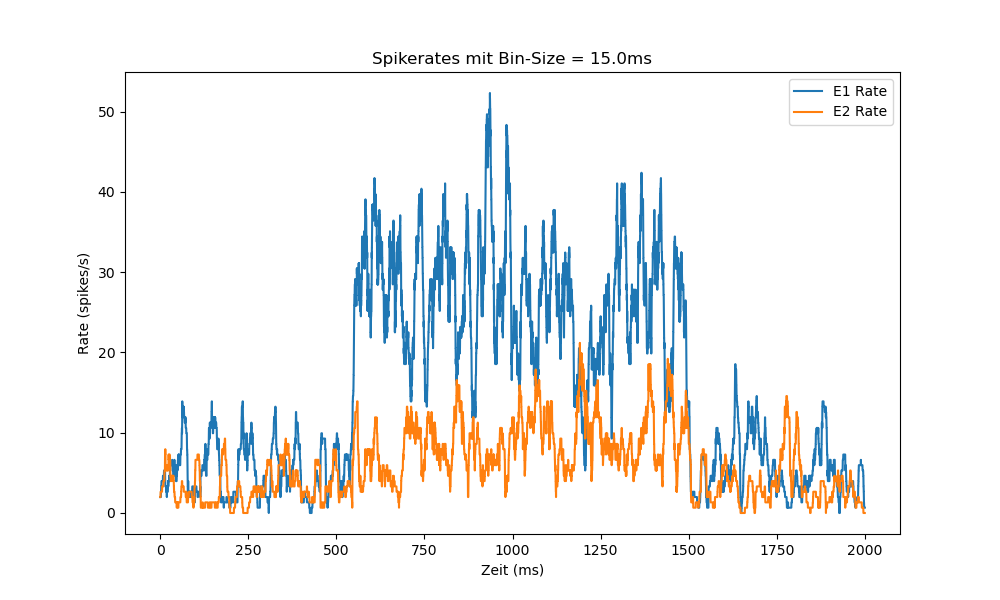 Spikerates mit Bin-Size = 15.0ms
E1 Rate
E2 Rate
50
40
30
20
10
0
Rate (spikes/s)
0 250 500 750 1000 1250 1500 1750 2000
Zeit (ms)